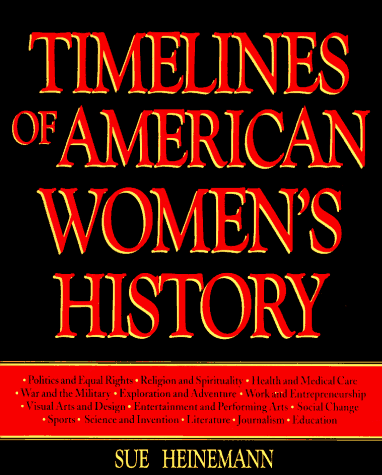 TIMELINES
OF AMERICAN
WOMEN'S
HISTORY
• Politics and Equal Rights • Religion and Spirituality • Health and Medical Care
• War and the Military • Exploration and Adventure • Work and Entrepreneurship
• Visual Arts and Design • Entertainment and Performing Arts • Social Change
• Sports • Science and Invention • Literature • Journalism • Education
SUE HEINEMANN